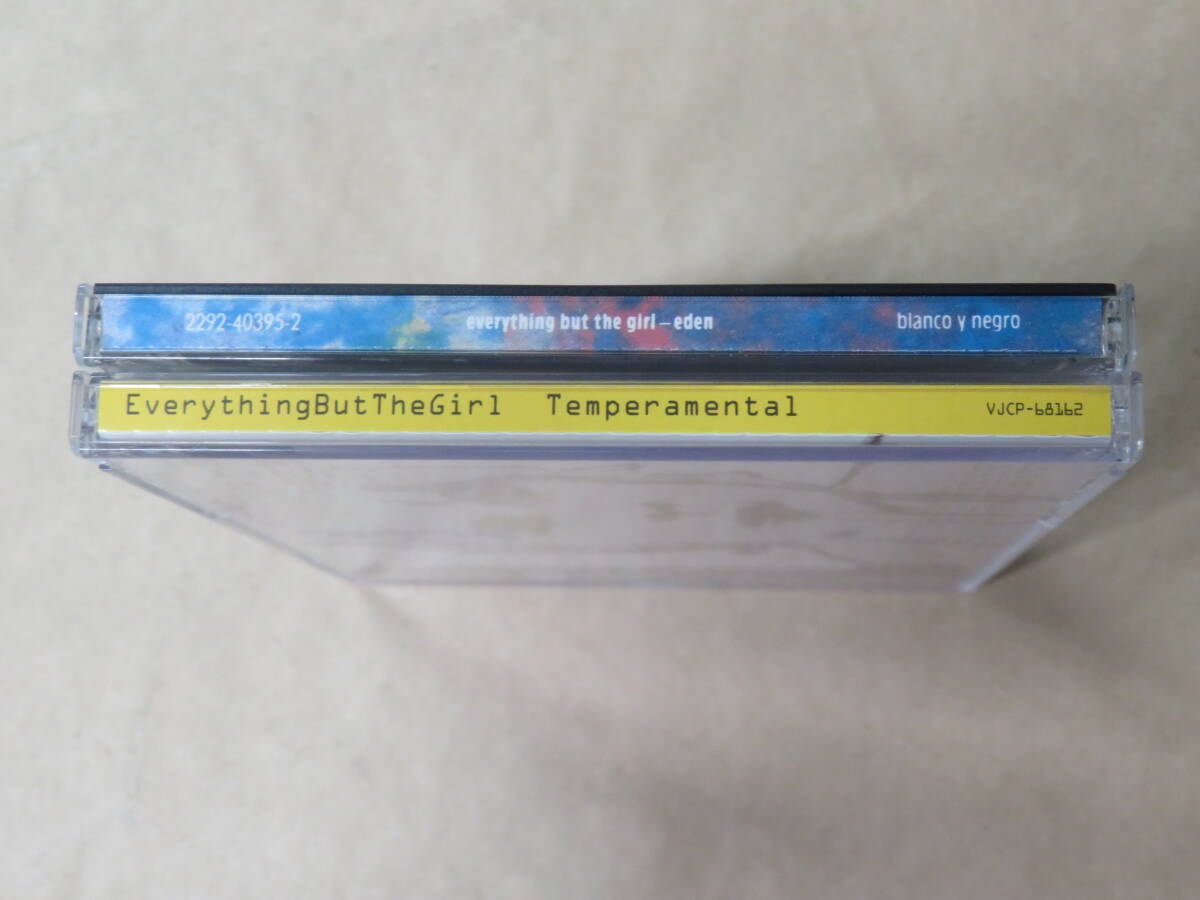 2292-40395-2 everything but the girl – eden blanco y negro
EverythingButTheGirl Temperamental VJCP-68162